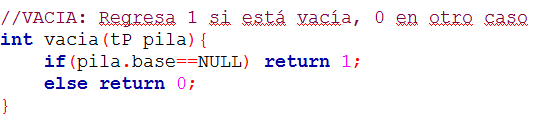 //VACIA: Regresa 1 si está vacía, 0 en otro caso
int vacia(tP pila){
    if(pila.base==NULL) return 1;
    else return 0;
}